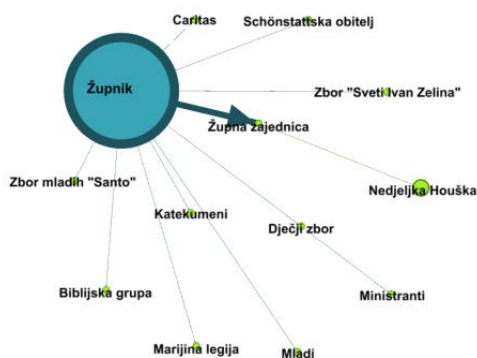 Caritas
Schönstattska obitelj
Župnik
Zbor "Sveti Ivan Zelina"
Župna zajednica
Zbor mladih "Santo"
Nedjeljka Houška
Katekumeni
Dječji zbor
Biblijska grupa
Ministranti
Marijina legija
Mladi